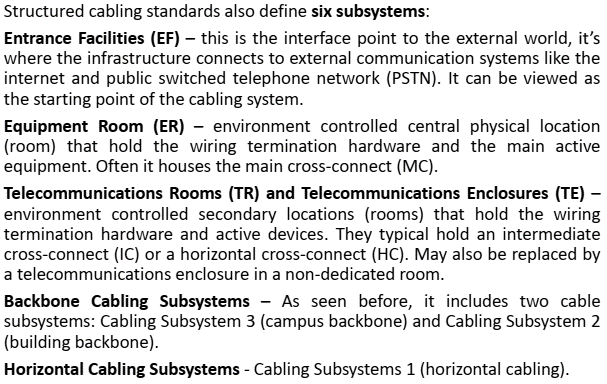 Structured cabling standards also define six subsystems:
Entrance Facilities (EF) – this is the interface point to the external world, it’s
where the infrastructure connects to external communication systems like the
internet and public switched telephone network (PSTN). It can be viewed as
the starting point of the cabling system.
Equipment Room (ER) – environment controlled central physical location
(room) that hold the wiring termination hardware and the main active
equipment. Often it houses the main cross-connect (MC).
Telecommunications Rooms (TR) and Telecommunications Enclosures (TE) –
environment controlled secondary locations (rooms) that hold the wiring
termination hardware and active devices. They typical hold an intermediate
cross-connect (IC) or a horizontal cross-connect (HC). May also be replaced by
a telecommunications enclosure in a non-dedicated room.
Backbone Cabling Subsystems – As seen before, it includes two cable
subsystems: Cabling Subsystem 3 (campus backbone) and Cabling Subsystem 2
(building backbone).
Horizontal Cabling Subsystems - Cabling Subsystems 1 (horizontal cabling).